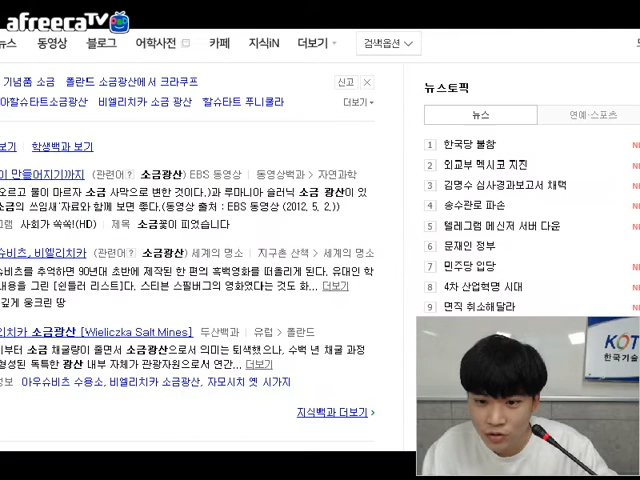 afreecaTV
뉴스 동영상 블로그 어학사전 카페 지식iN 더보기 검색옵션
기념품 소금 폴란드 소금광산에서 크라쿠프 신고
아할슈타트소금광산 비엘리치카 소금 광산 할슈타트 푸니쿨라 더보기
뉴스토픽
뉴스 연예·스포츠
보기 학생백과 보기
1 한국당 불참
2 외교부 멕시코 지진
3 김명수 심사경과보고서 채택
4 송수관로 파손
5 텔레그램 메신저 서버 다운
6 문재인 정부
7 민주당 입당
8 4차 산업혁명 시대
9 면직 취소해달라
이 만들어지기까지 (관련어 소금광산) EBS 동영상 | 동영상백과 > 자연과학
오르고 물이 마르자 소금 사막으로 변한 것이다.)과 루마니아 슬러닉 소금 광산이 있
소금의 쓰임새'자료와 함께 보면 좋다.(동영상 출처 : EBS 동영상 (2012, 5, 2,))
그램 사회가 쏙쏙!(HD) | 제목 소금꽃이 피었습니다
슈비츠, 비엘리치카 (관련어 소금광산) 세계의 명소 | 지구촌 산책 > 세계의 명소
슈비츠를 추억하면 90년대 초반에 제작된 한 편의 흑백영화를 떠올리게 된다. 유대인 학
내용을 그린 [쉰들러 리스트]다. 스티븐 스필버그의 영화였다는 것도 화... 더보기
깊게 웅크린 땅
리치카 소금광산 [Wieliczka Salt Mines] 두산백과 | 유럽 > 폴란드
부터 소금 채굴량이 줄면서 소금광산으로서 의미는 퇴색했으나, 수백 년 채굴 과정
형성된 독특한 광산 내부 자체가 관광자원으로서 연간... 더보기
정보 아우슈비츠 수용소, 비엘리치카 소금광산, 자모시치 옛 시가지
지식백과 더보기
KOT
한국기술